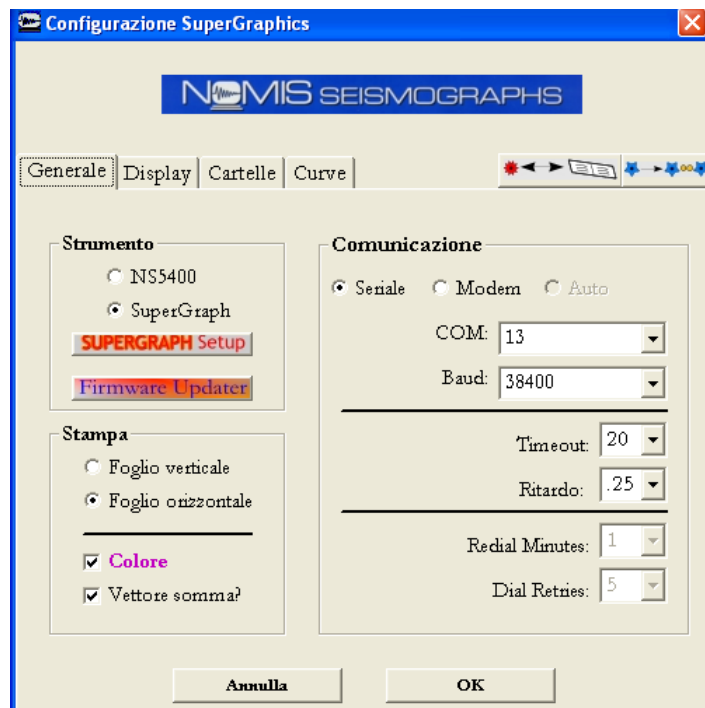 Configurazione SuperGraphics
NOMIS SEISMOGRAPHS
Generale Display Cartelle Curve
Strumento
NS5400
SuperGraph
SUPERGRAPH Setup
Firmware Updater
Stampa
Foglio verticale
Foglio orizzontale
Colore
Vettore somma?
Comunicazione
Seriale Modem Auto
COM: 13
Baud: 38400
Timeout: 20
Ritardo: .25
Redial Minutes: 1
Dial Retries: 5
Annulla OK